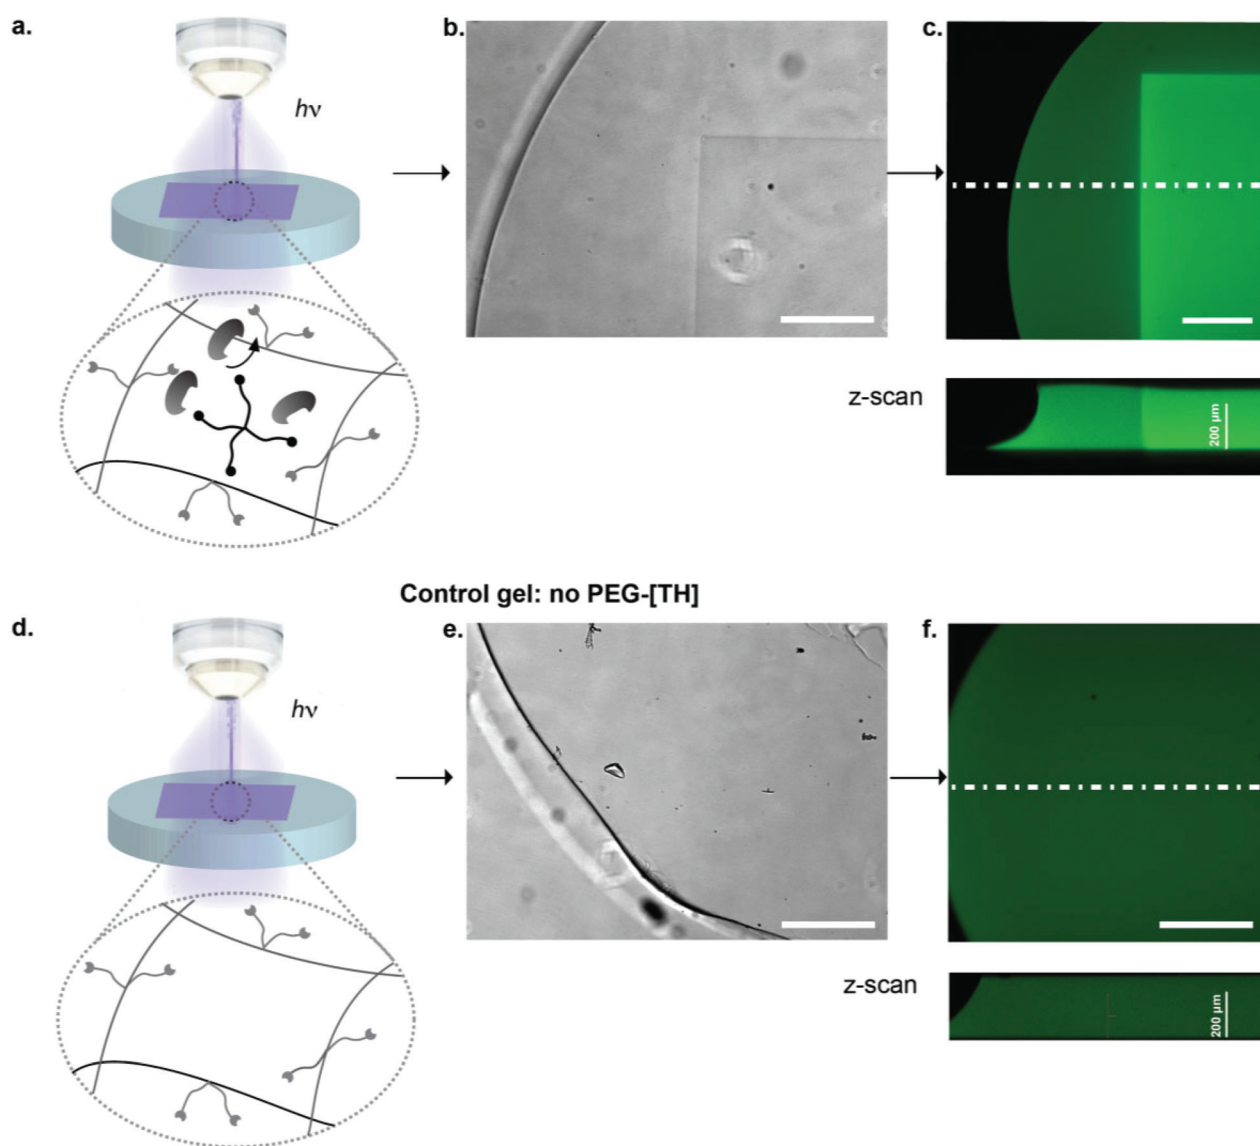 a.
hν
b.
c.
z-scan
200 μm
Control gel: no PEG-[TH]
d.
hν
e.
f.
z-scan
200 μm